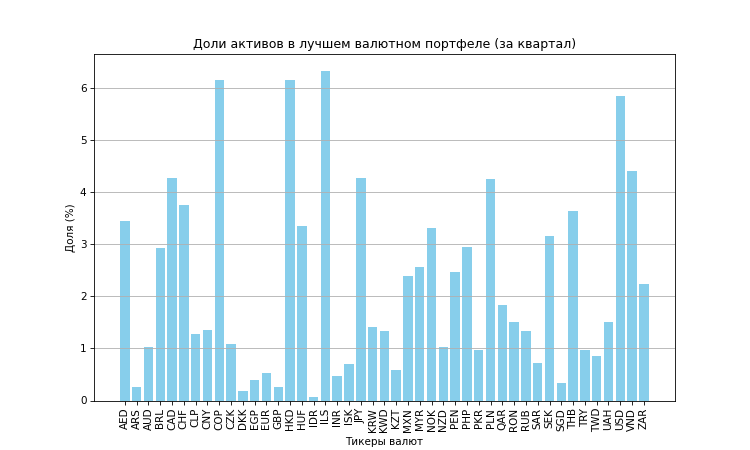 Доли активов в лучшем валютном портфеле (за квартал)
Доля (%)
6
5
4
3
2
1
0
AED ARS AUD BRL CAD CHF CLP CNY COP CZK DKK EGP EUR GBP HKD HUF IDR ILS INR ISK JPY KRW KWD KZT MXN MYR NOK NZD PEN PHP PKR PLN QAR RON RUB SAR SEK SGD THB TRY TWD UAH USD VND ZAR
Тикеры валют